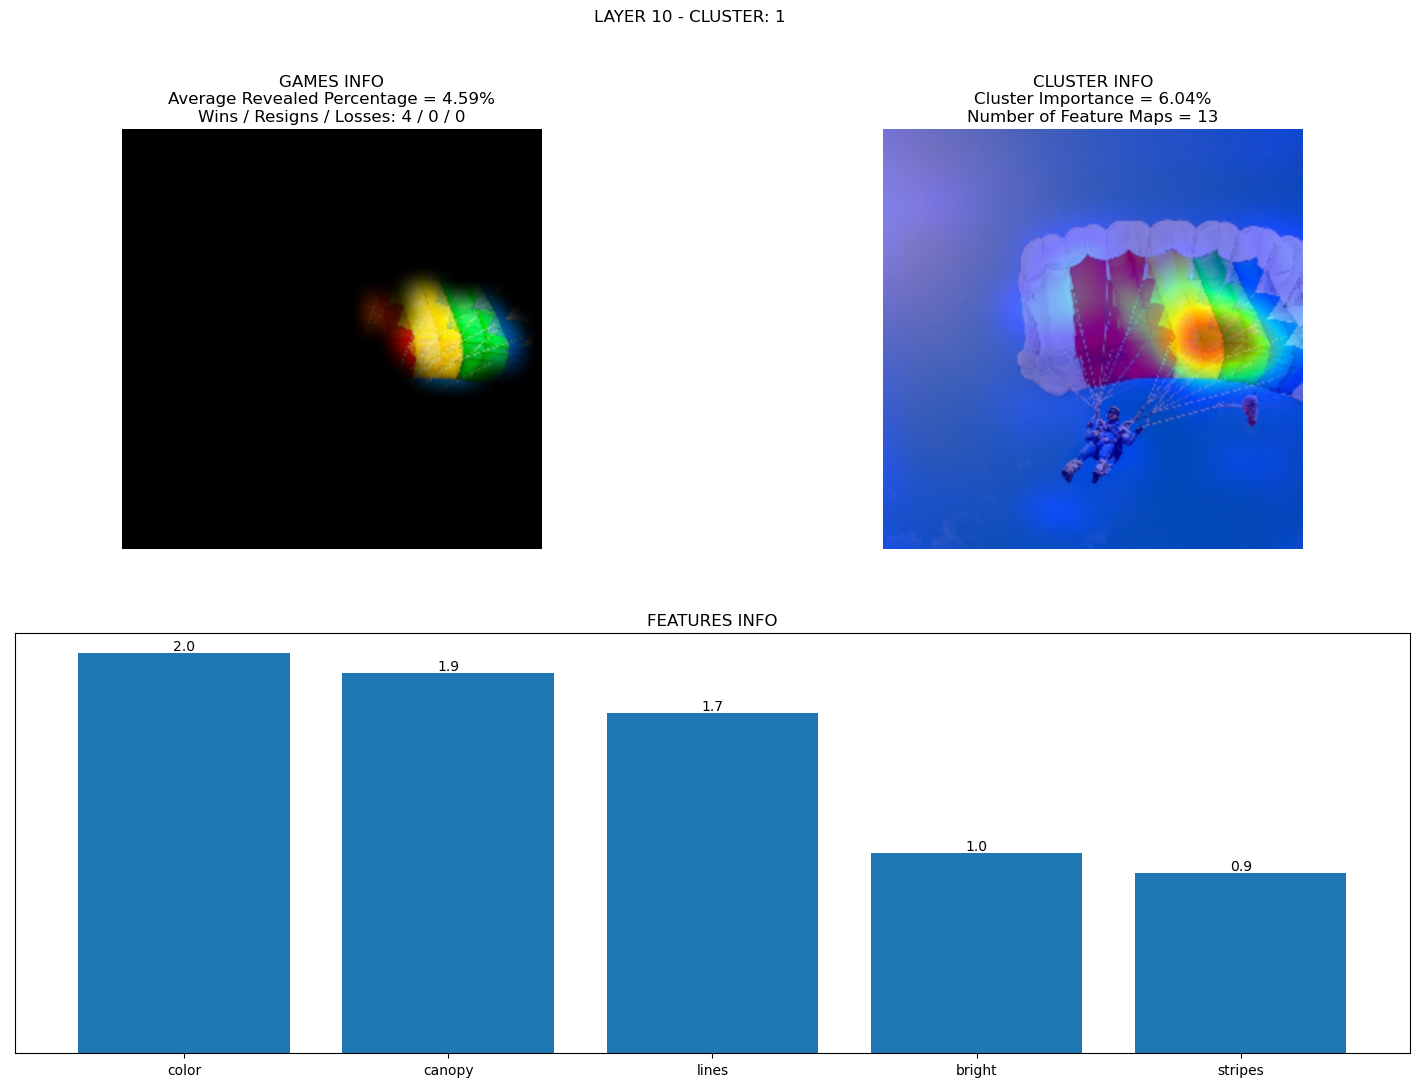 LAYER 10 - CLUSTER: 1
GAMES INFO
Average Revealed Percentage = 4.59%
Wins / Resigns / Losses: 4 / 0 / 0
CLUSTER INFO
Cluster Importance = 6.04%
Number of Feature Maps = 13
FEATURES INFO
2.0
1.9
1.7
1.0
0.9
color
canopy
lines
bright
stripes